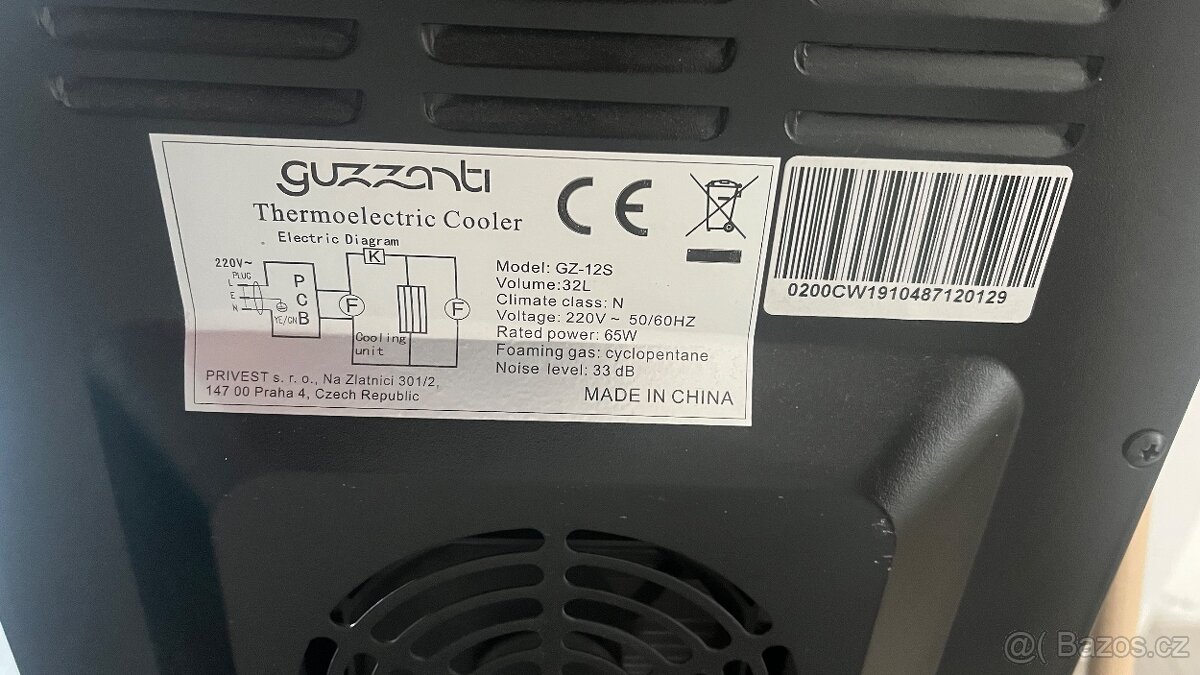 guzzanti
Thermoelectric Cooler
CE
Electric Diagram
220V~
PLUG
L
E
N
YE/GN
P
C
B
K
F
F
Cooling
unit
Model: GZ-12S
Volume:32L
Climate class: N
Voltage: 220V ~ 50/60HZ
Rated power: 65W
Foaming gas: cyclopentane
Noise level: 33 dB
PRIVEST s. r. o., Na Zlatnici 301/2,
147 00 Praha 4, Czech Republic
MADE IN CHINA
0200CW1910487120129
@( Bazos.cz